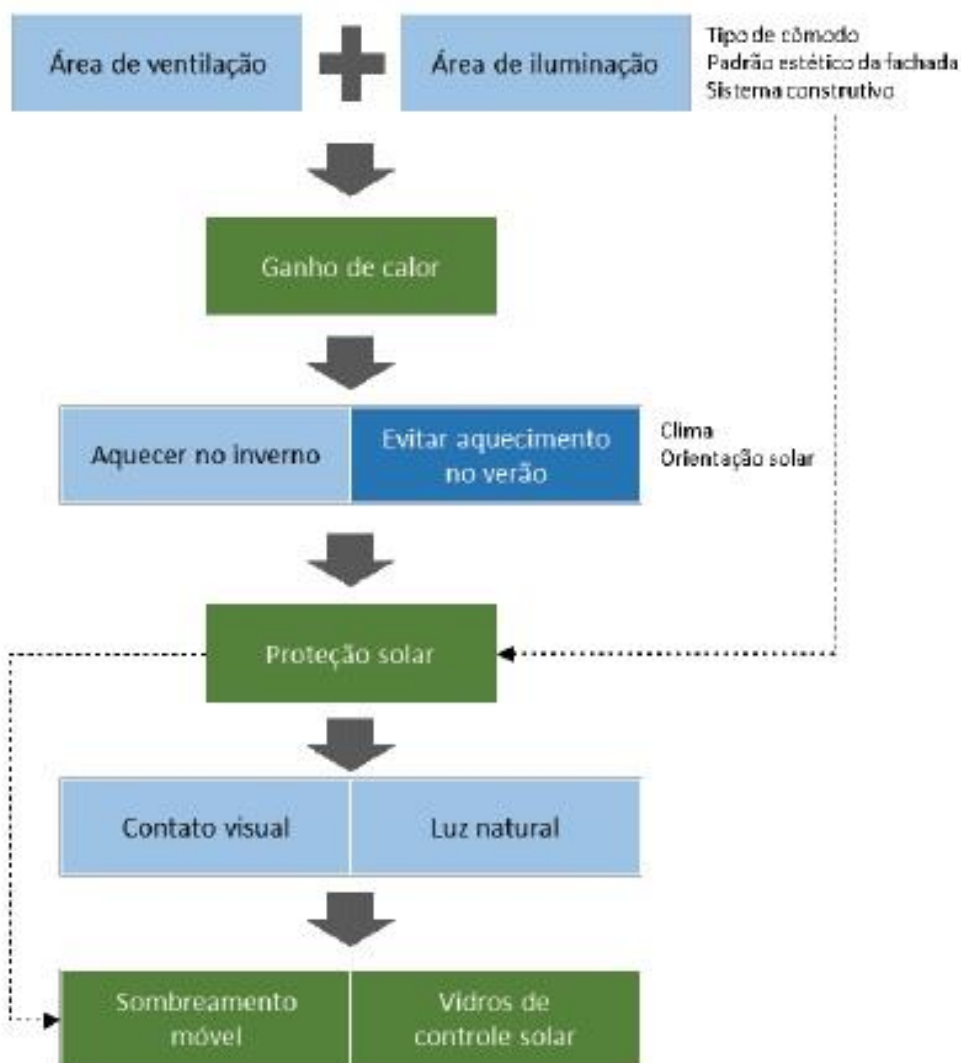 Área de ventilação
Área de iluminação
Tipo de cômodo
Padrão estético da fachada
Sistema construtivo
Ganho de calor
Aquecer no inverno
Evitar aquecimento
no verão
Clima
Orientação solar
Proteção solar
Contato visual
Luz natural
Sombreamento
móvel
Vidros de
controle solar